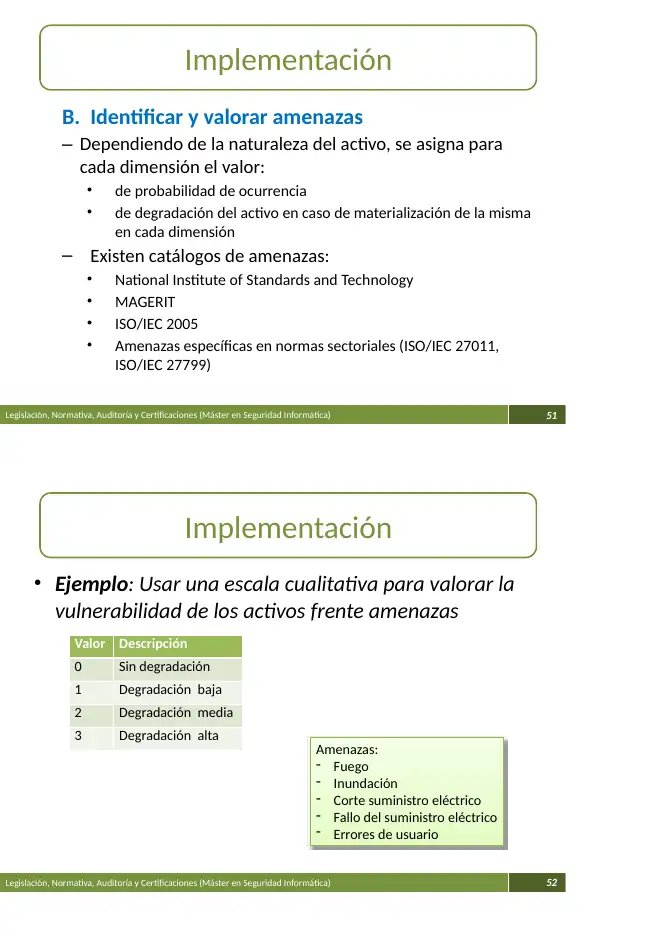 Implementación
B. Identificar y valorar amenazas
– Dependiendo de la naturaleza del activo, se asigna para
cada dimensión el valor:
• de probabilidad de ocurrencia
• de degradación del activo en caso de materialización de la misma
en cada dimensión
– Existen catálogos de amenazas:
• National Institute of Standards and Technology
• MAGERIT
• ISO/IEC 2005
• Amenazas específicas en normas sectoriales (ISO/IEC 27011,
ISO/IEC 27799)
Legislación, Normativa, Auditoría y Certificaciones (Máster en Seguridad Informática) 51
Implementación
• Ejemplo: Usar una escala cualitativa para valorar la
vulnerabilidad de los activos frente amenazas
Valor Descripción
0 Sin degradación
1 Degradación baja
2 Degradación media
3 Degradación alta
Amenazas:
- Fuego
- Inundación
- Corte suministro eléctrico
- Fallo del suministro eléctrico
- Errores de usuario
Legislación, Normativa, Auditoría y Certificaciones (Máster en Seguridad Informática) 52